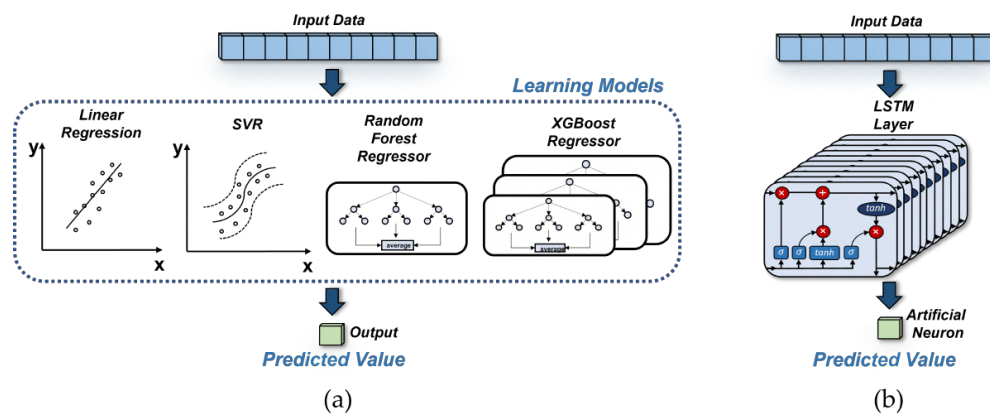 Input Data
Learning Models
Linear
Regression
y
x
SVR
y
x
Random
Forest
Regressor
average
XGBoost
Regressor
average
Output
Predicted Value
(a)
Input Data
LSTM
Layer
× +
tanh
× ×
σ σ tanh σ
Artificial
Neuron
Predicted Value
(b)